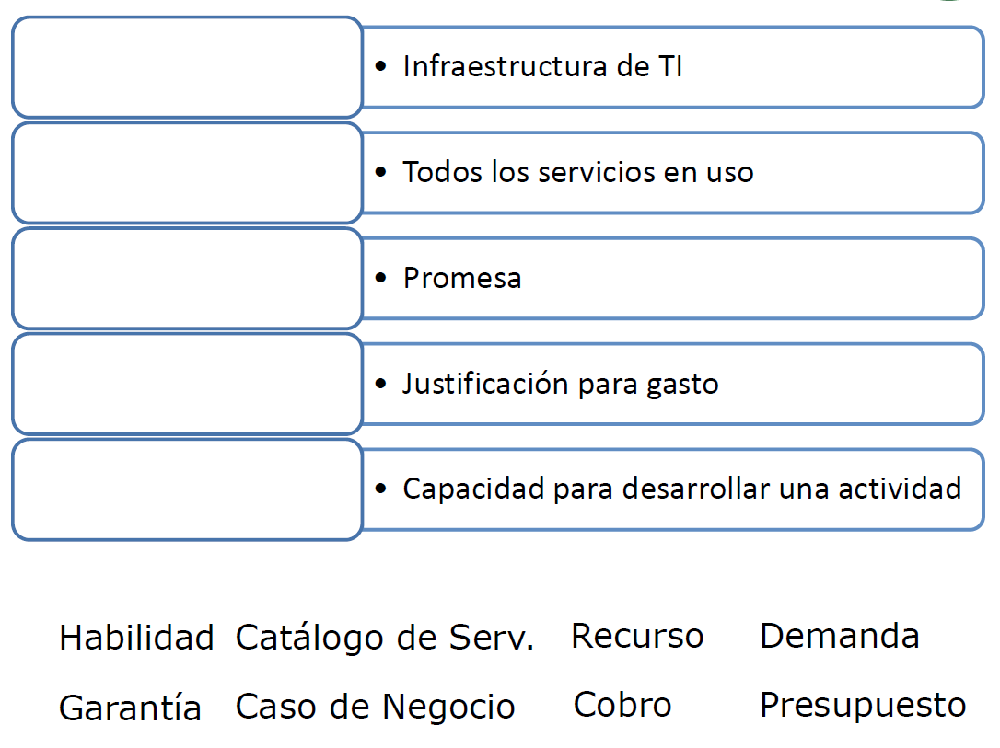 • Infraestructura de TI
• Todos los servicios en uso
• Promesa
• Justificación para gasto
• Capacidad para desarrollar una actividad
Habilidad Catálogo de Serv. Recurso Demanda
Garantía Caso de Negocio Cobro Presupuesto